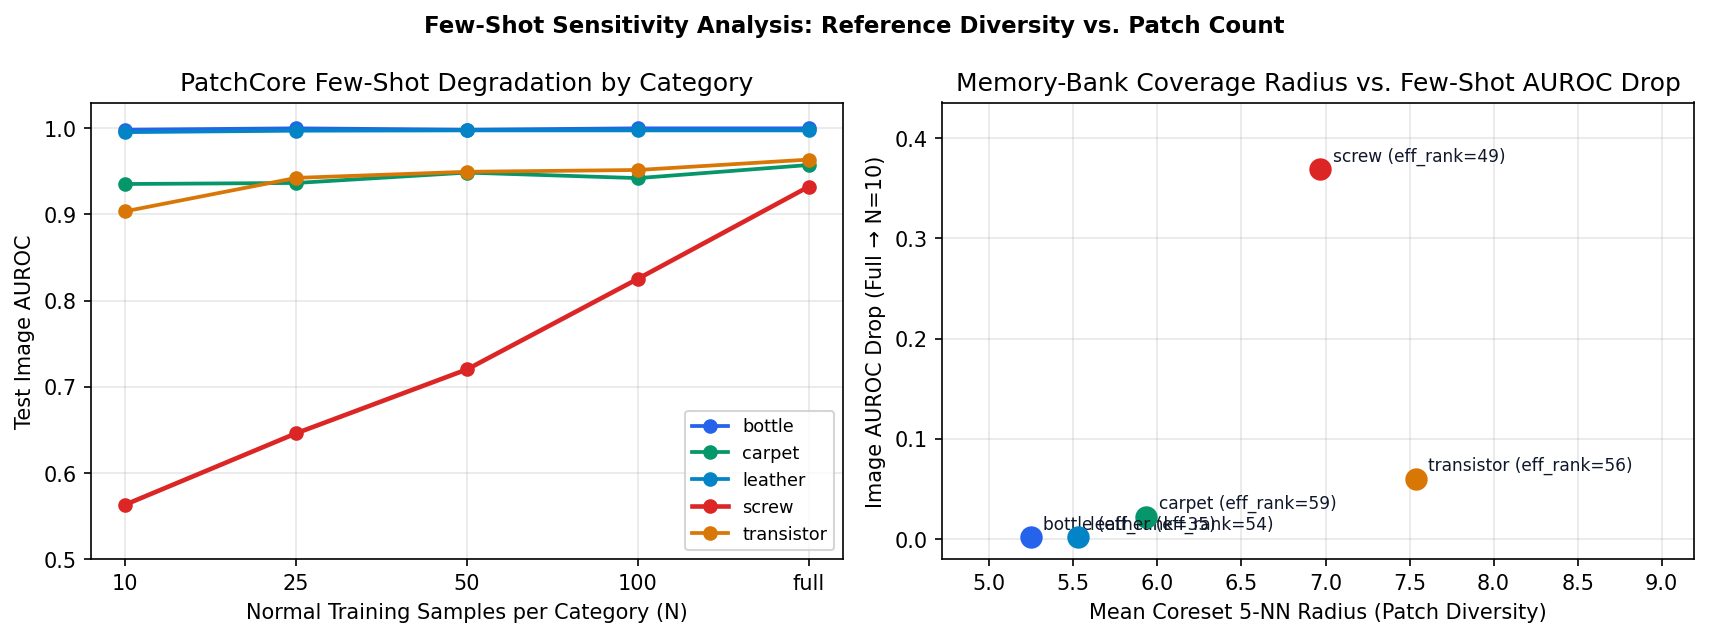 Few-Shot Sensitivity Analysis: Reference Diversity vs. Patch Count
PatchCore Few-Shot Degradation by Category
Test Image AUROC
1.0
0.9
0.8
0.7
0.6
0.5
10 25 50 100 full
Normal Training Samples per Category (N)
bottle
carpet
leather
screw
transistor
Memory-Bank Coverage Radius vs. Few-Shot AUROC Drop
Image AUROC Drop (Full → N=10)
0.4
0.3
0.2
0.1
0.0
screw (eff_rank=49)
transistor (eff_rank=56)
carpet (eff_rank=59)
bottle (eff_rank=35)
leather (eff_rank=54)
5.0 5.5 6.0 6.5 7.0 7.5 8.0 8.5 9.0
Mean Coreset 5-NN Radius (Patch Diversity)